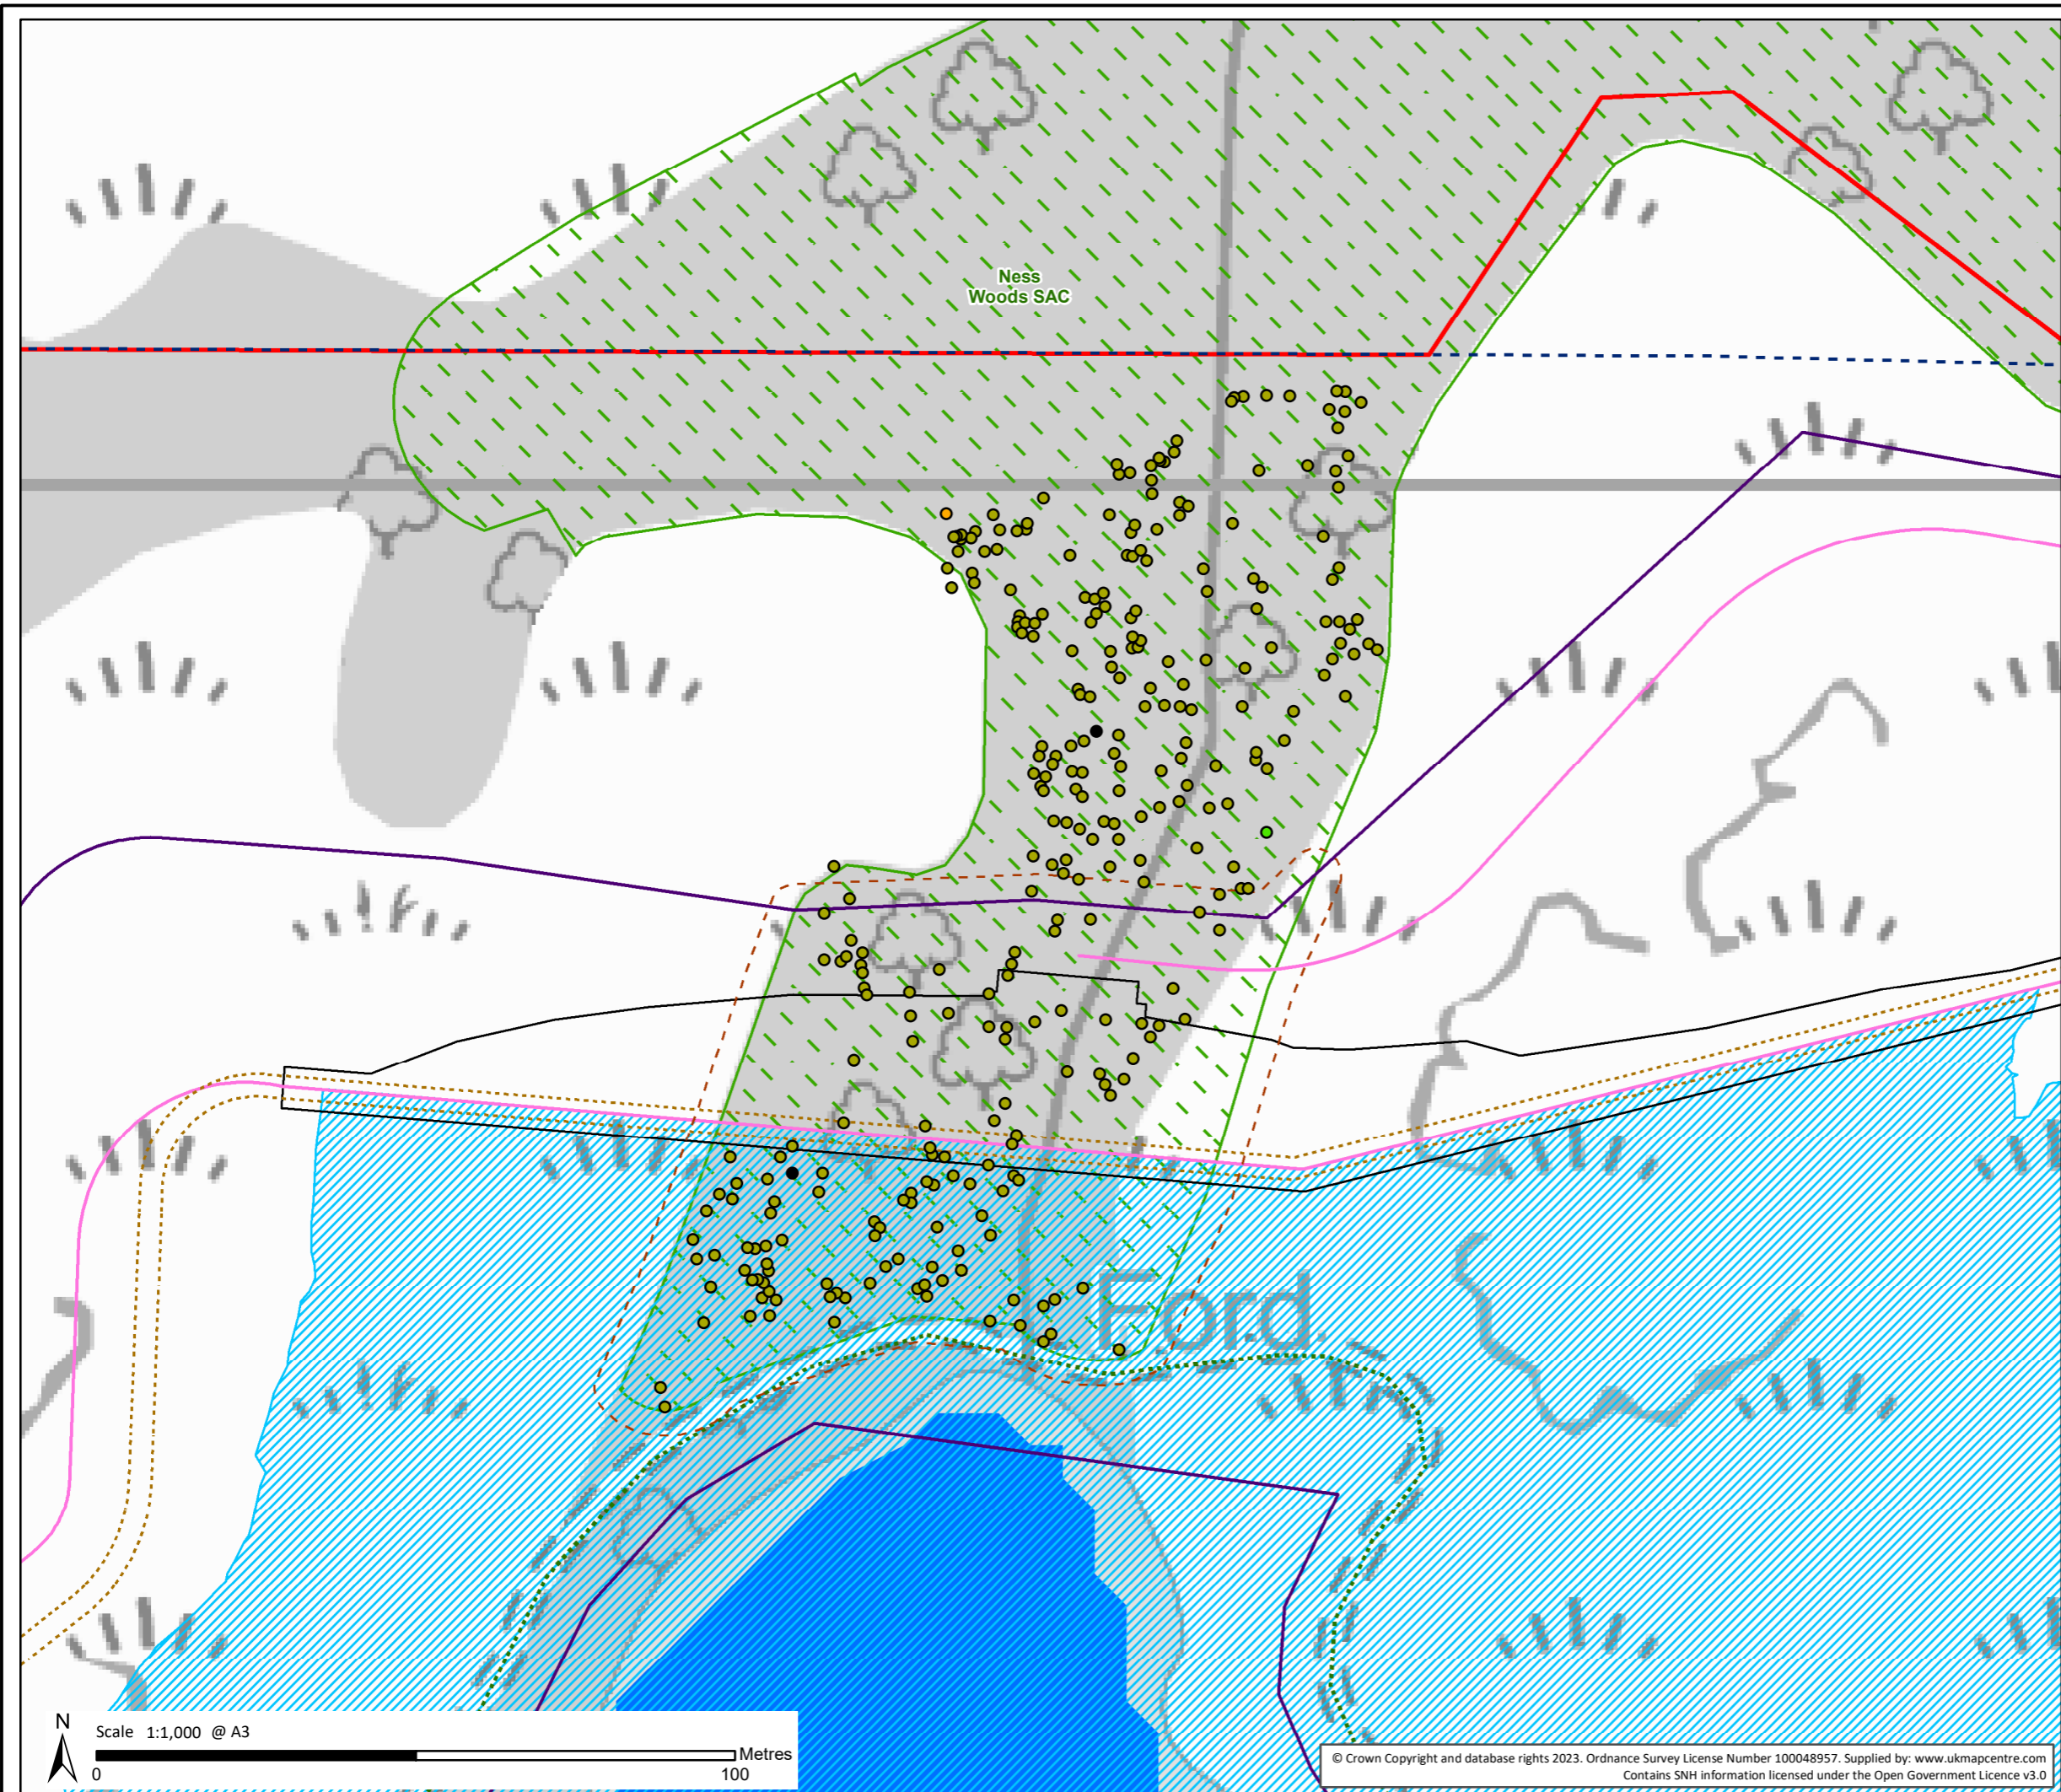 Ness
Woods SAC
Ford
N
Scale 1:1,000 @ A3
Metres
0 100
© Crown Copyright and database rights 2023. Ordnance Survey License Number 100048957. Supplied by: www.ukmapcentre.com
Contains SNH information licensed under the Open Government Licence v3.0